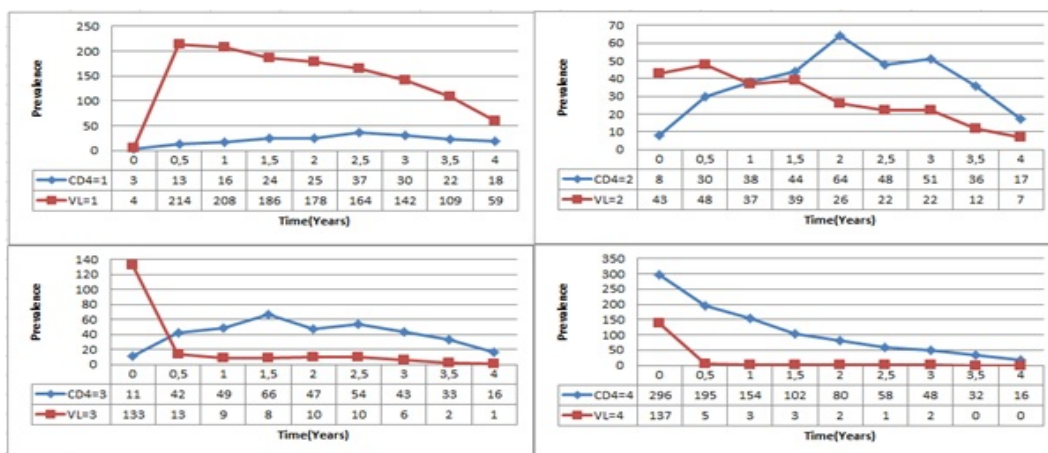 250
200
150
100
50
0
Prevalence
0 0,5 1 1,5 2 2,5 3 3,5 4
CD4=1 3 13 16 24 25 37 30 22 18
VL=1 4 214 208 186 178 164 142 109 59
Time(Years)
70
60
50
40
30
20
10
0
Prevalence
0 0,5 1 1,5 2 2,5 3 3,5 4
CD4=2 8 30 38 44 64 48 51 36 17
VL=2 43 48 37 39 26 22 22 12 7
Time(Years)
140
120
100
80
60
40
20
0
Prevalence
0 0,5 1 1,5 2 2,5 3 3,5 4
CD4=3 11 42 49 66 47 54 43 33 16
VL=3 133 13 9 8 10 10 6 2 1
Time(Years)
350
300
250
200
150
100
50
0
Prevalence
0 0,5 1 1,5 2 2,5 3 3,5 4
CD4=4 296 195 154 102 80 58 48 32 16
VL=4 137 5 3 3 2 1 2 0 0
Time(Years)